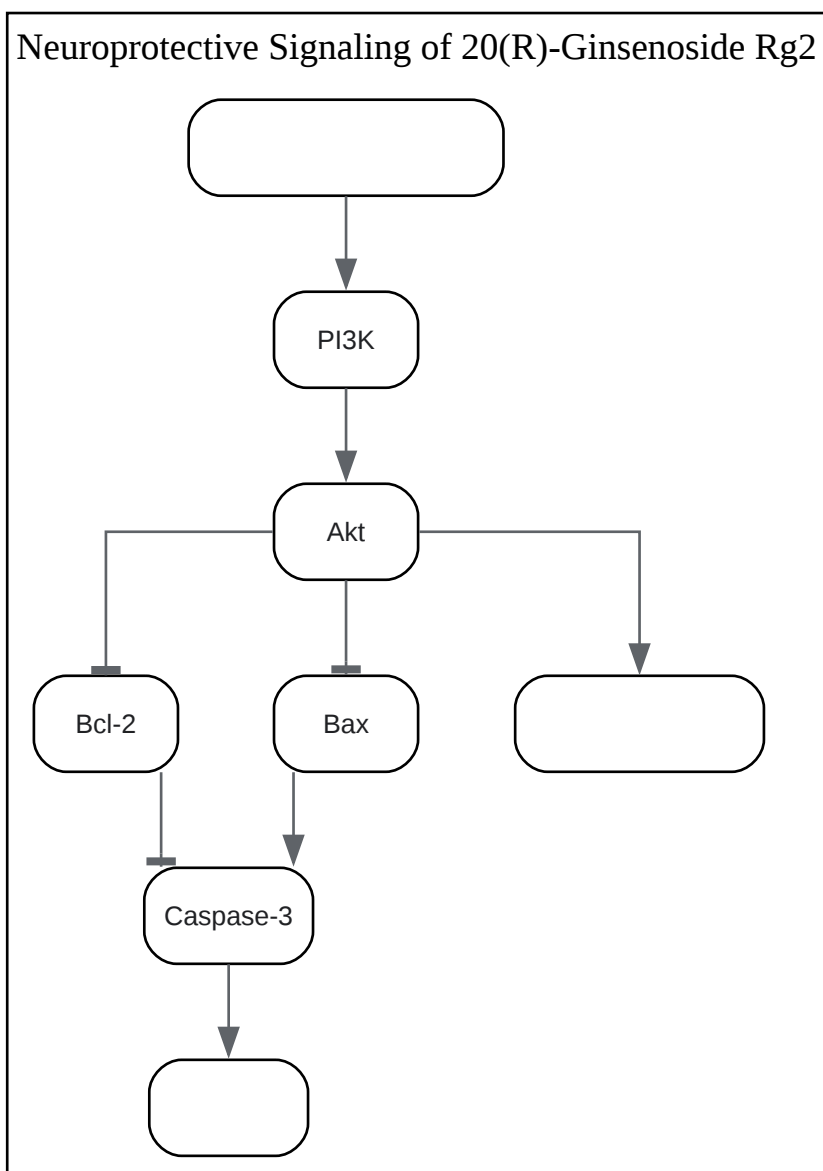 Neuroprotective Signaling of 20(R)-Ginsenoside Rg2
PI3K
Akt
Bcl-2
Bax
Caspase-3